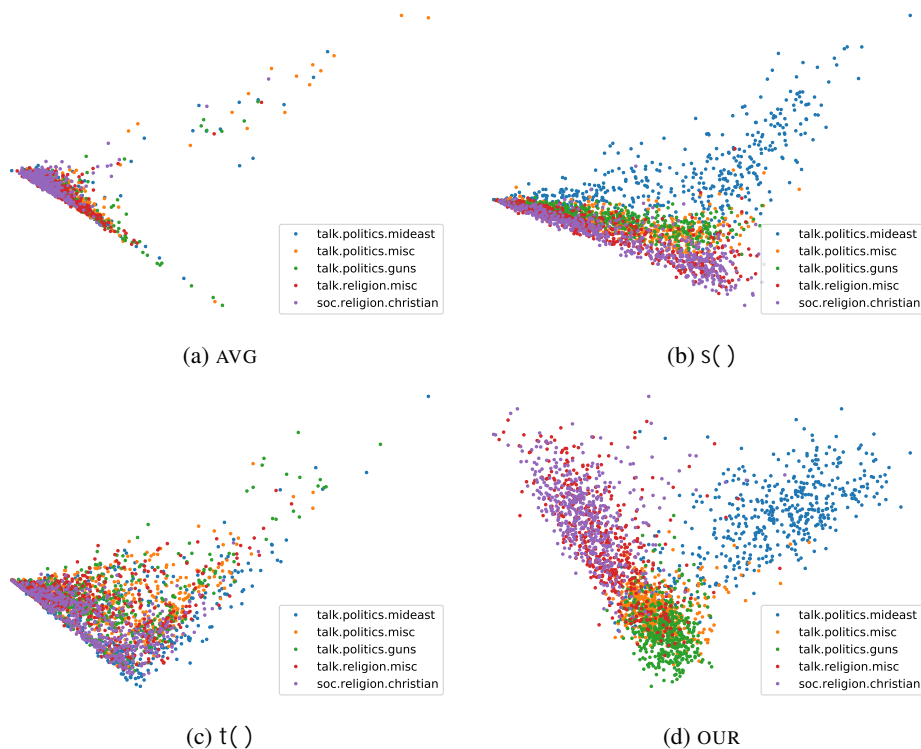 talk.politics.mideast
talk.politics.misc
talk.politics.guns
talk.religion.misc
soc.religion.christian
(a) AVG
talk.politics.mideast
talk.politics.misc
talk.politics.guns
talk.religion.misc
soc.religion.christian
(b) s()
talk.politics.mideast
talk.politics.misc
talk.politics.guns
talk.religion.misc
soc.religion.christian
(c) t()
talk.politics.mideast
talk.politics.misc
talk.politics.guns
talk.religion.misc
soc.religion.christian
(d) OUR